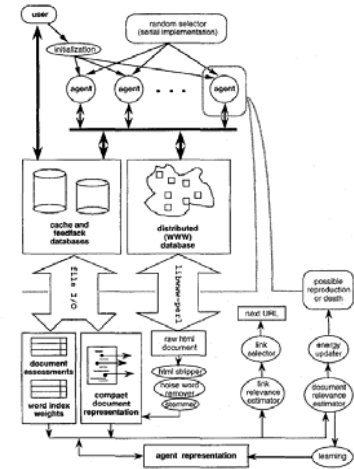 user
random selector
(serial implementation)
initialization
agent
agent
agent
cache and
feedback
databases
distributed
(WWW)
database
File I/O
libwww-perl
possible
reproduction
or death
next URL
raw html
document
link
selector
energy
updater
document
assessments
html stripper
noise word
remover
stemmer
compact
document
representation
link
relevance
estimator
document
relevance
estimator
word index
weights
agent representation
learning